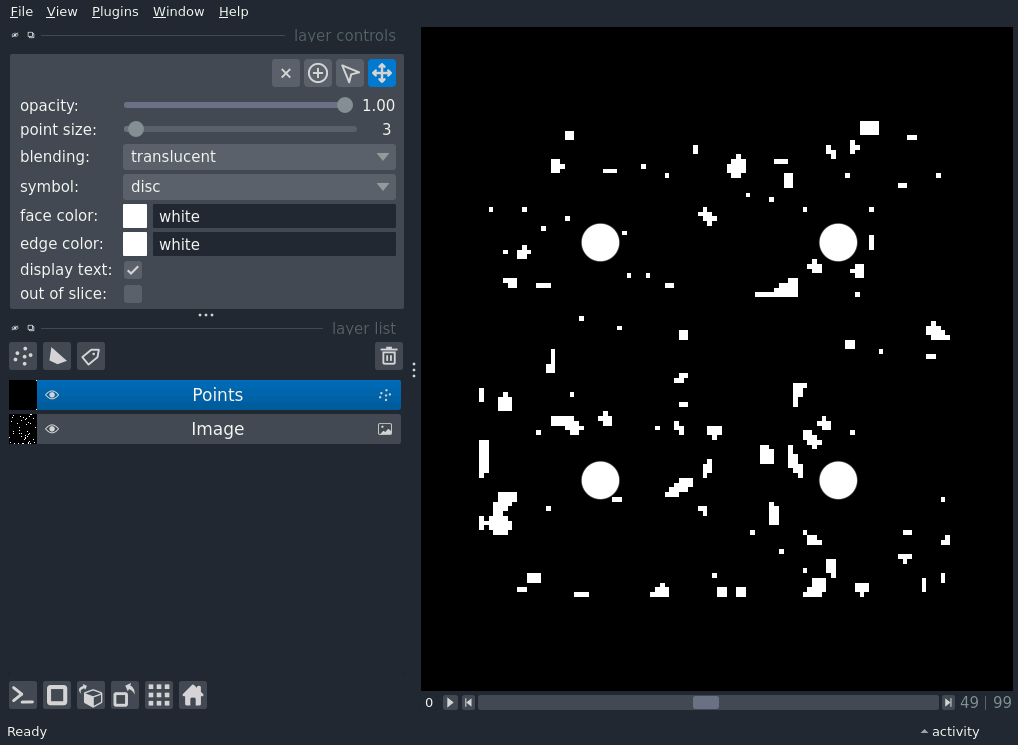 File View Plugins Window Help
layer controls
opacity: 1.00
point size: 3
blending: translucent
symbol: disc
face color: white
edge color: white
display text:
out of slice:
layer list
Points
Image
0 49 | 99
Ready activity